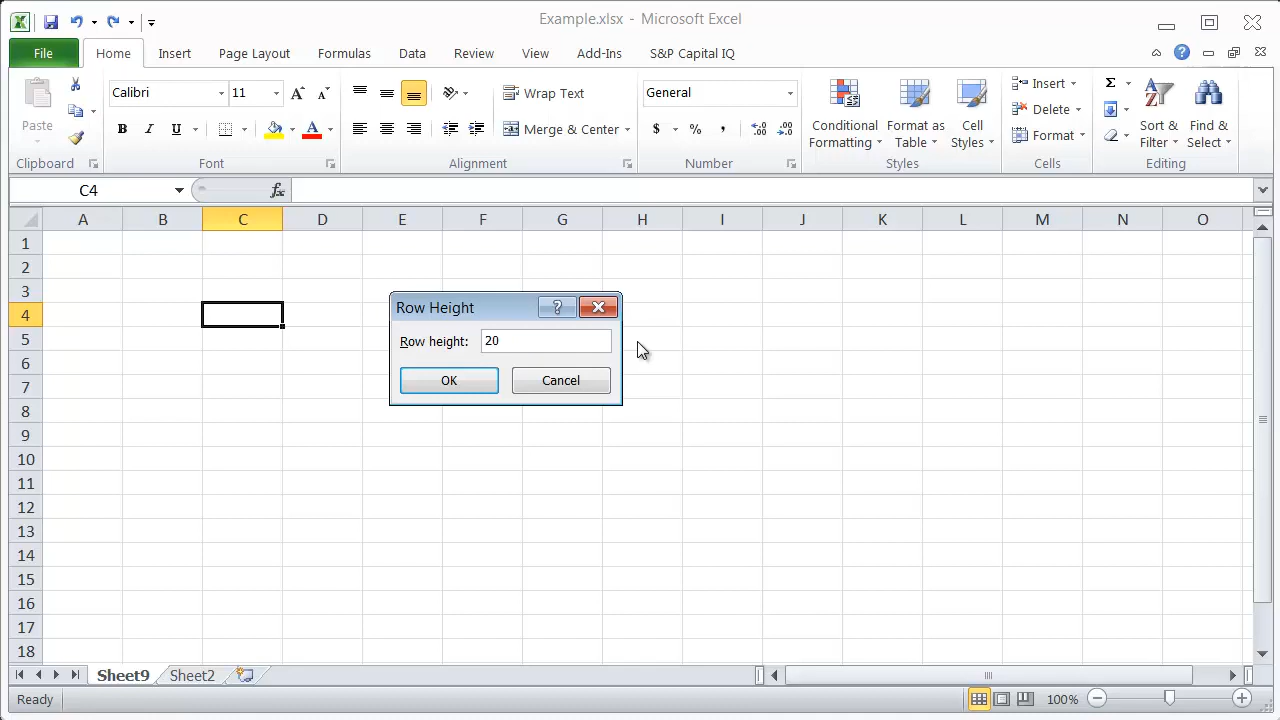 Example.xlsx - Microsoft Excel
File Home Insert Page Layout Formulas Data Review View Add-Ins S&P Capital IQ
Paste
Clipboard
Calibri 11
B I U A
Font
Wrap Text
Merge & Center
Alignment
General
$ % , .0 .00 .00 .0
Number
Conditional Formatting
Format as Table
Cell Styles
Styles
Insert
Delete
Format
Cells
Σ
Sort & Filter
Find & Select
Editing
C4 fx
A B C D E F G H I J K L M N O
1
2
3
4
5
6
7
8
9
10
11
12
13
14
15
16
17
18
Row Height ?
Row height: 20
OK Cancel
Sheet9 Sheet2
Ready 100%